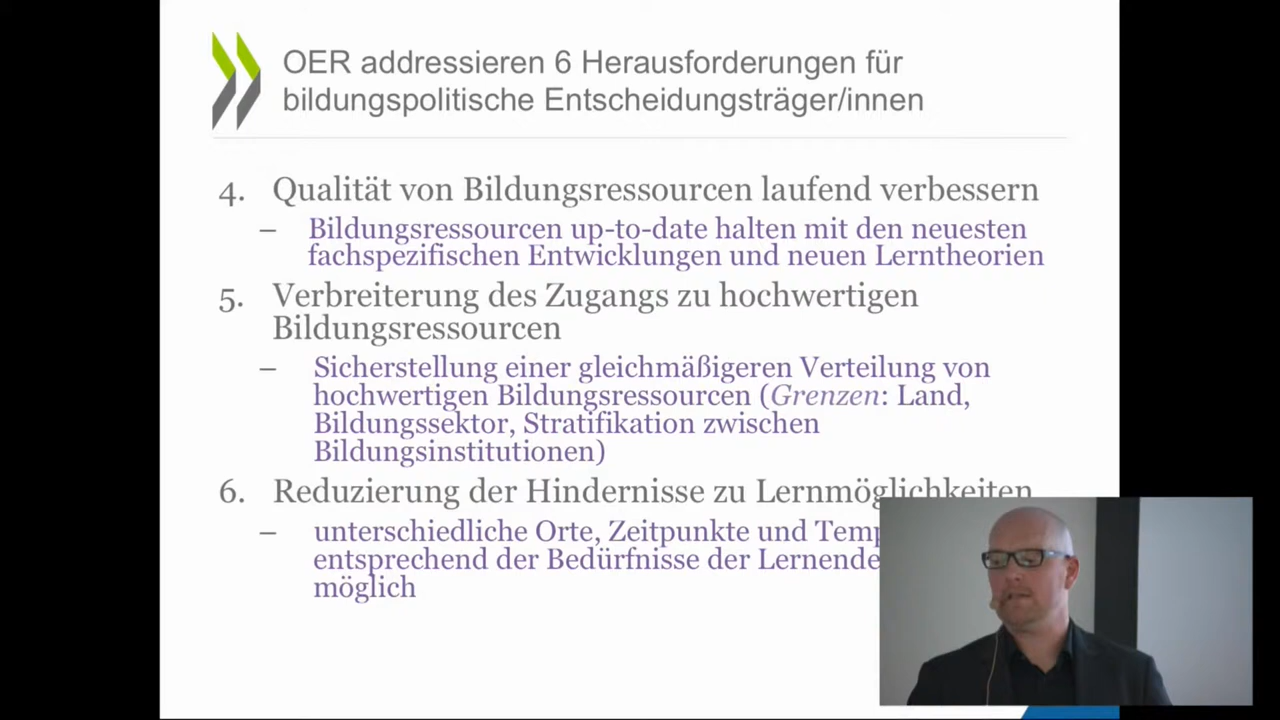 OER addressieren 6 Herausforderungen für
bildungspolitische Entscheidungsträger/innen
4. Qualität von Bildungsressourcen laufend verbessern
– Bildungsressourcen up-to-date halten mit den neuesten
fachspezifischen Entwicklungen und neuen Lerntheorien
5. Verbreiterung des Zugangs zu hochwertigen
Bildungsressourcen
– Sicherstellung einer gleichmäßigeren Verteilung von
hochwertigen Bildungsressourcen (Grenzen: Land,
Bildungssektor, Stratifikation zwischen
Bildungsinstitutionen)
6. Reduzierung der Hindernisse zu Lernmöglichkeiten
– unterschiedliche Orte, Zeitpunkte und
entsprechend der Bedürfnisse der
möglich